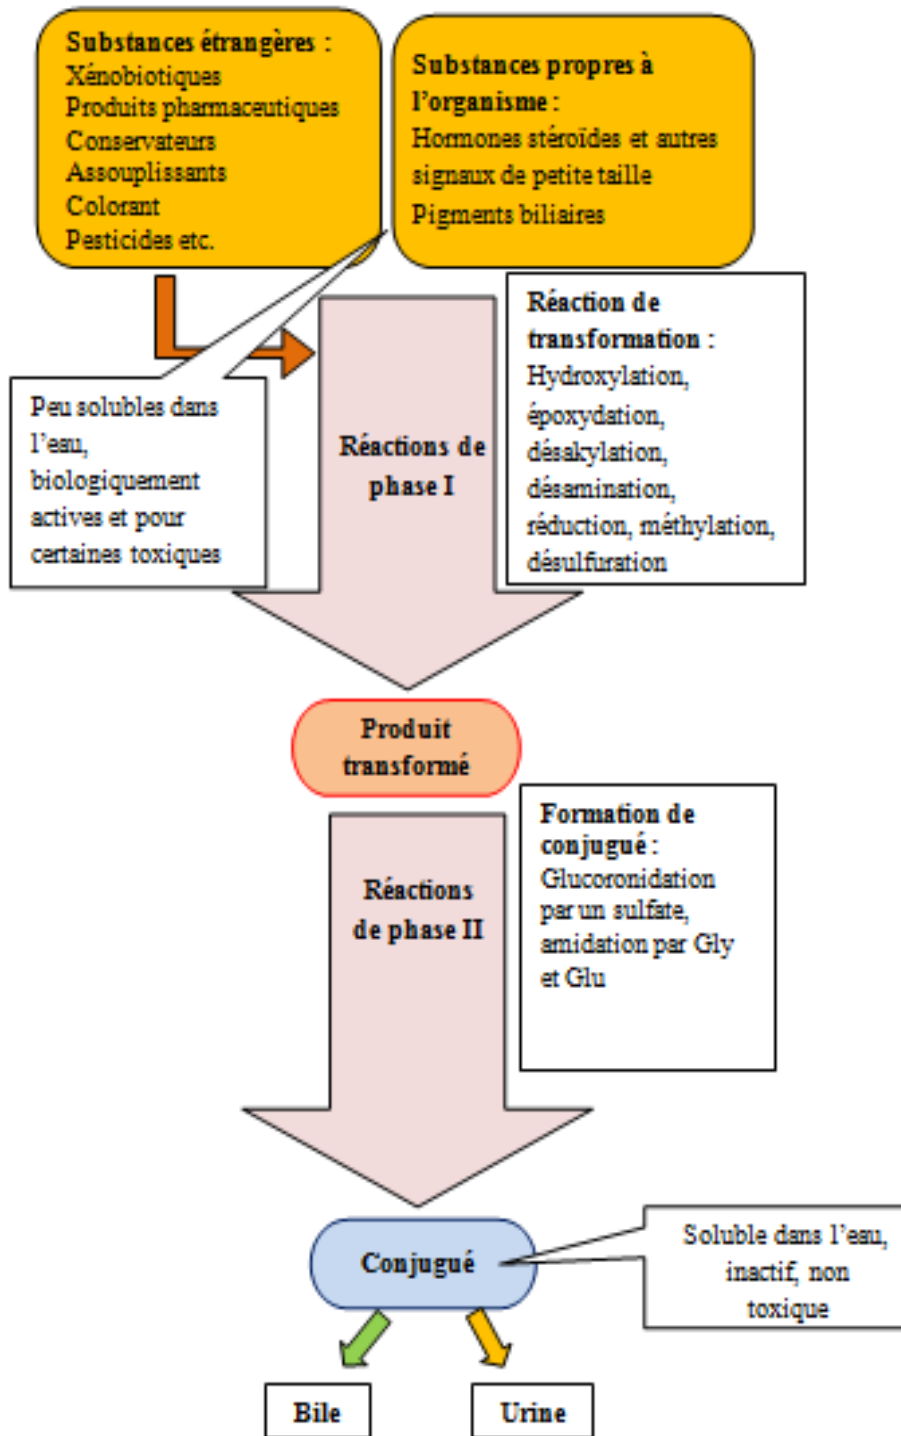 Substances étrangères :
Xénobiotiques
Produits pharmaceutiques
Conservateurs
Assouplissants
Colorant
Pesticides etc.
Substances propres à
l'organisme :
Hormones stéroïdes et autres
signaux de petite taille
Pigments biliaires
Peu solubles dans
l'eau,
biologiquement
actives et pour
certaines toxiques
Réactions de
phase I
Réaction de
transformation :
Hydroxylation,
époxydation,
désakylation,
désamination,
réduction, méthylation,
désulfuration
Produit
transformé
Réactions
de phase II
Formation de
conjugué :
Glucoronidation
par un sulfate,
amidation par Gly
et Glu
Conjugué
Soluble dans l'eau,
inactif, non
toxique
Bile
Urine